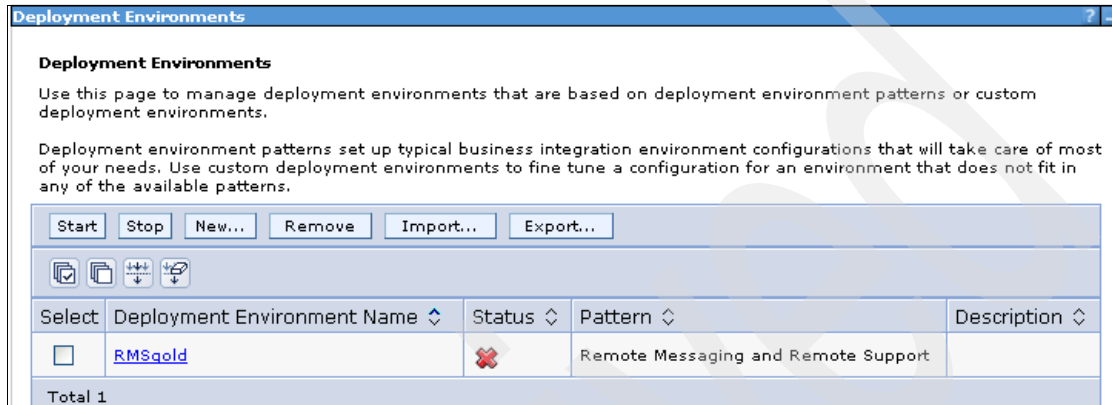 Deployment Environments
?
Deployment Environments
Use this page to manage deployment environments that are based on deployment environment patterns or custom
deployment environments.
Deployment environment patterns set up typical business integration environment configurations that will take care of most
of your needs. Use custom deployment environments to fine tune a configuration for an environment that does not fit in
any of the available patterns.
Start Stop New... Remove Import... Export...
Select Deployment Environment Name Status Pattern Description
RMSgold Remote Messaging and Remote Support
Total 1